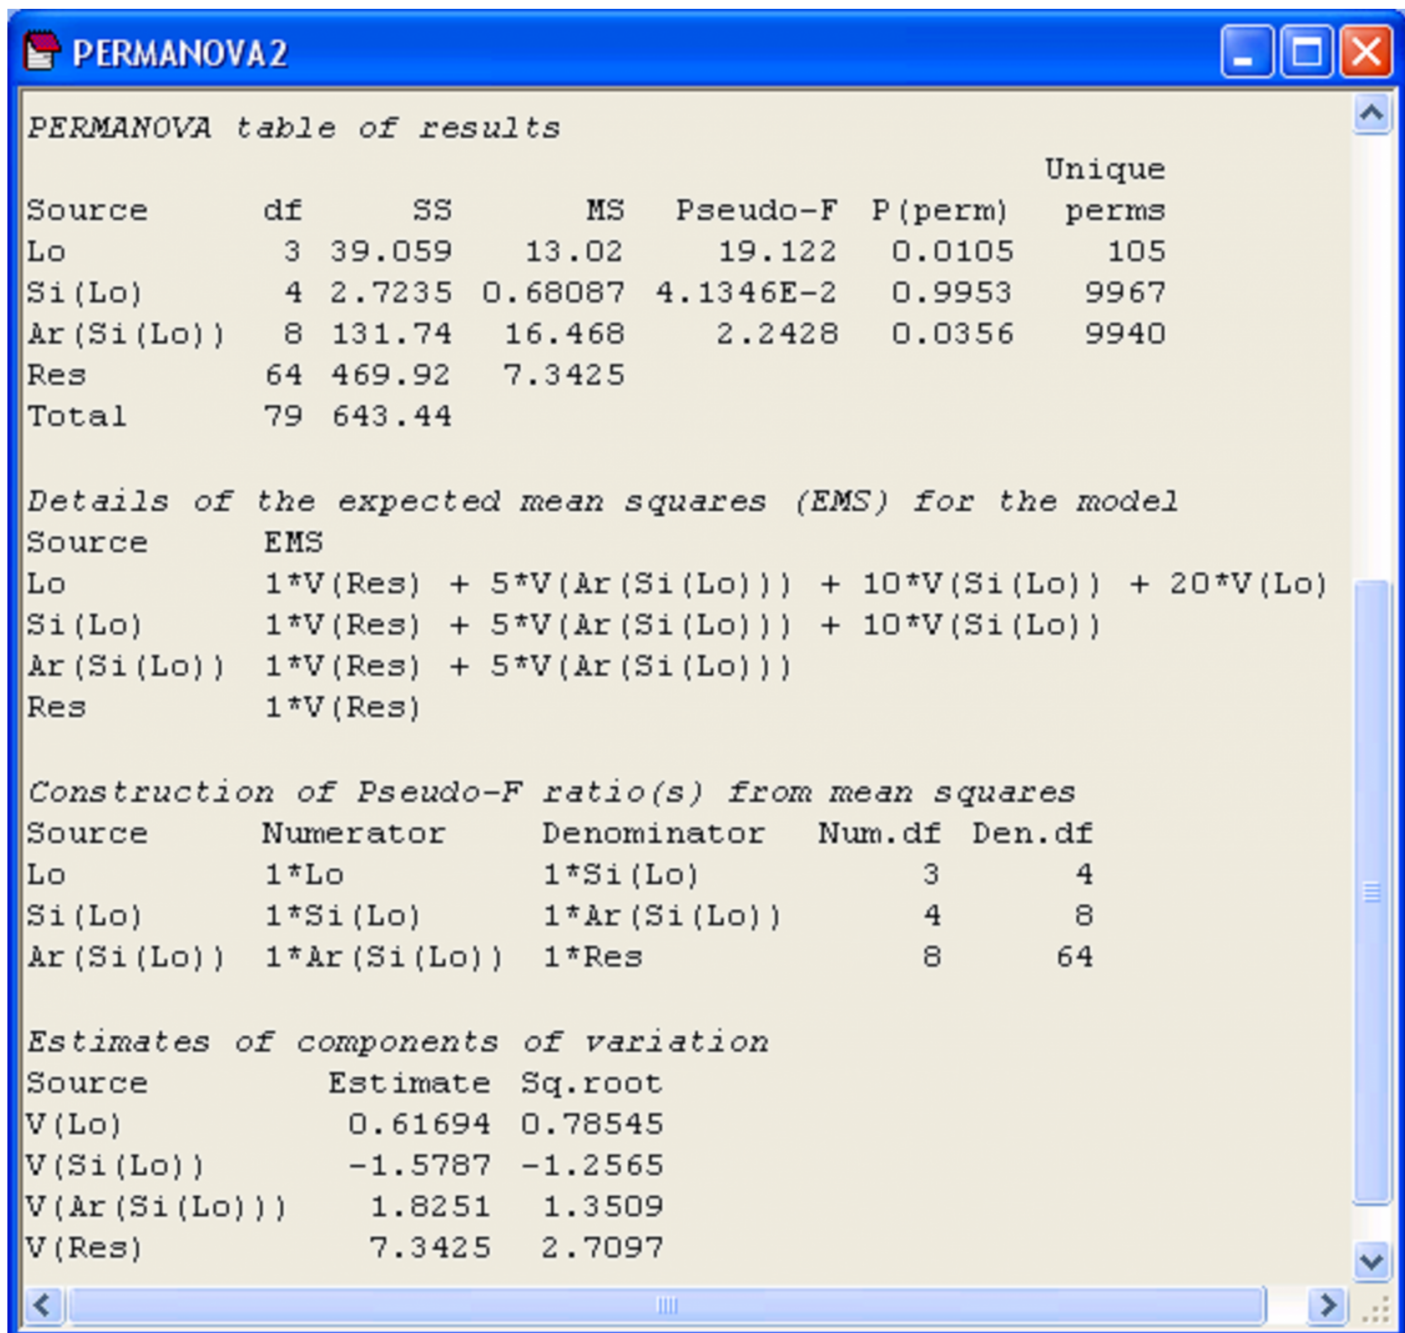 PERMANOVA2
PERMANOVA table of results
Unique
Source df SS MS Pseudo-F P(perm) perms
Lo 3 39.059 13.02 19.122 0.0105 105
Si(Lo) 4 2.7235 0.68087 4.1346E-2 0.9953 9967
Ar(Si(Lo)) 8 131.74 16.468 2.2428 0.0356 9940
Res 64 469.92 7.3425
Total 79 643.44
Details of the expected mean squares (EMS) for the model
Source EMS
Lo 1*V(Res) + 5*V(Ar(Si(Lo))) + 10*V(Si(Lo)) + 20*V(Lo)
Si(Lo) 1*V(Res) + 5*V(Ar(Si(Lo))) + 10*V(Si(Lo))
Ar(Si(Lo)) 1*V(Res) + 5*V(Ar(Si(Lo)))
Res 1*V(Res)
Construction of Pseudo-F ratio(s) from mean squares
Source Numerator Denominator Num.df Den.df
Lo 1*Lo 1*Si(Lo) 3 4
Si(Lo) 1*Si(Lo) 1*Ar(Si(Lo)) 4 8
Ar(Si(Lo)) 1*Ar(Si(Lo)) 1*Res 8 64
Estimates of components of variation
Source Estimate Sq.root
V(Lo) 0.61694 0.78545
V(Si(Lo)) -1.5787 -1.2565
V(Ar(Si(Lo))) 1.8251 1.3509
V(Res) 7.3425 2.7097